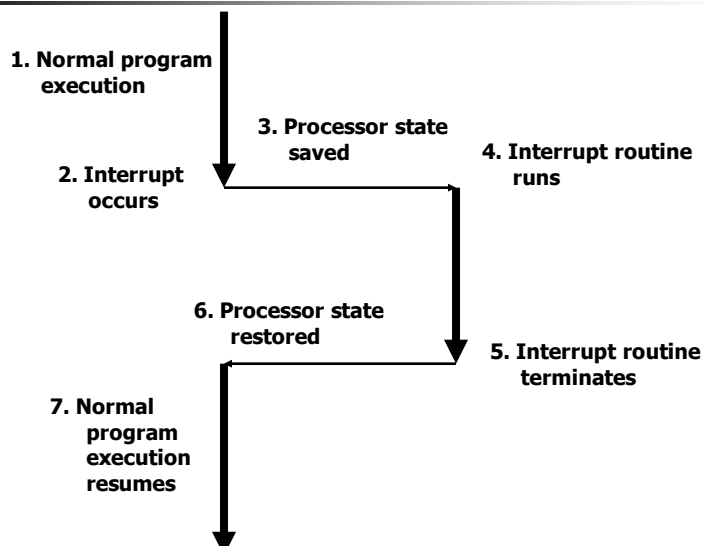 1. Normal program
execution
2. Interrupt
occurs
3. Processor state
saved
4. Interrupt routine
runs
5. Interrupt routine
terminates
6. Processor state
restored
7. Normal
program
execution
resumes